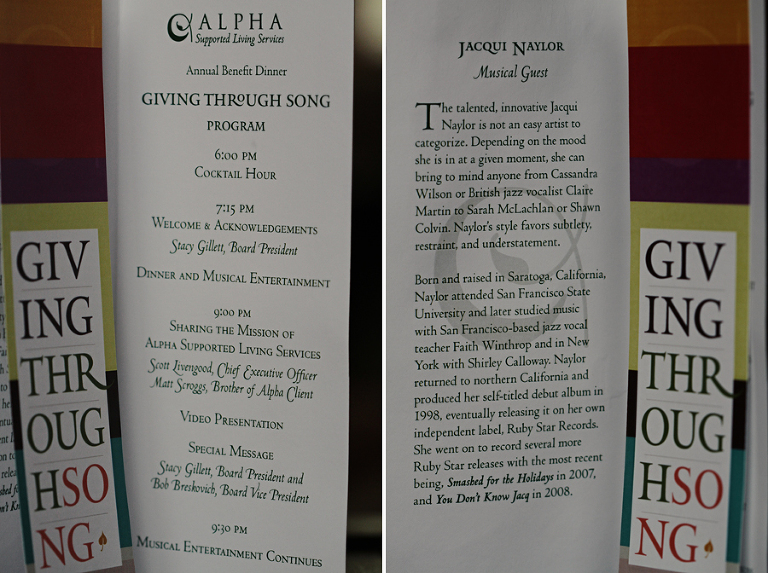 ALPHA
Supported Living Services
Annual Benefit Dinner
GIVING THROUGH SONG
PROGRAM
6:00 PM
COCKTAIL HOUR
7:15 PM
WELCOME & ACKNOWLEDGEMENTS
Stacy Gillett, Board President
DINNER AND MUSICAL ENTERTAINMENT
9:00 PM
SHARING THE MISSION OF
ALPHA SUPPORTED LIVING SERVICES
Scott Livengood, Chief Executive Officer
Matt Scroggs, Brother of Alpha Client
VIDEO PRESENTATION
SPECIAL MESSAGE
Stacy Gillett, Board President and
Bob Breskovich, Board Vice President
9:30 PM
MUSICAL ENTERTAINMENT CONTINUES
GIV
ING
THR
OUG
HSO
NG
JACQUI NAYLOR
Musical Guest
The talented, innovative Jacqui
Naylor is not an easy artist to
categorize. Depending on the mood
she is in at a given moment, she can
bring to mind anyone from Cassandra
Wilson or British jazz vocalist Claire
Martin to Sarah McLachlan or Shawn
Colvin. Naylor's style favors subtlety,
restraint, and understatement.
Born and raised in Saratoga, California,
Naylor attended San Francisco State
University and later studied music
with San Francisco-based jazz vocal
teacher Faith Winthrop and in New
York with Shirley Calloway. Naylor
returned to northern California and
produced her self-titled debut album in
1998, eventually releasing it on her own
independent label, Ruby Star Records.
She went on to record several more
Ruby Star releases with the most recent
being, Smashed for the Holidays in 2007,
and You Don't Know Jacq in 2008.
GIV
ING
THR
OUG
HSO
NG